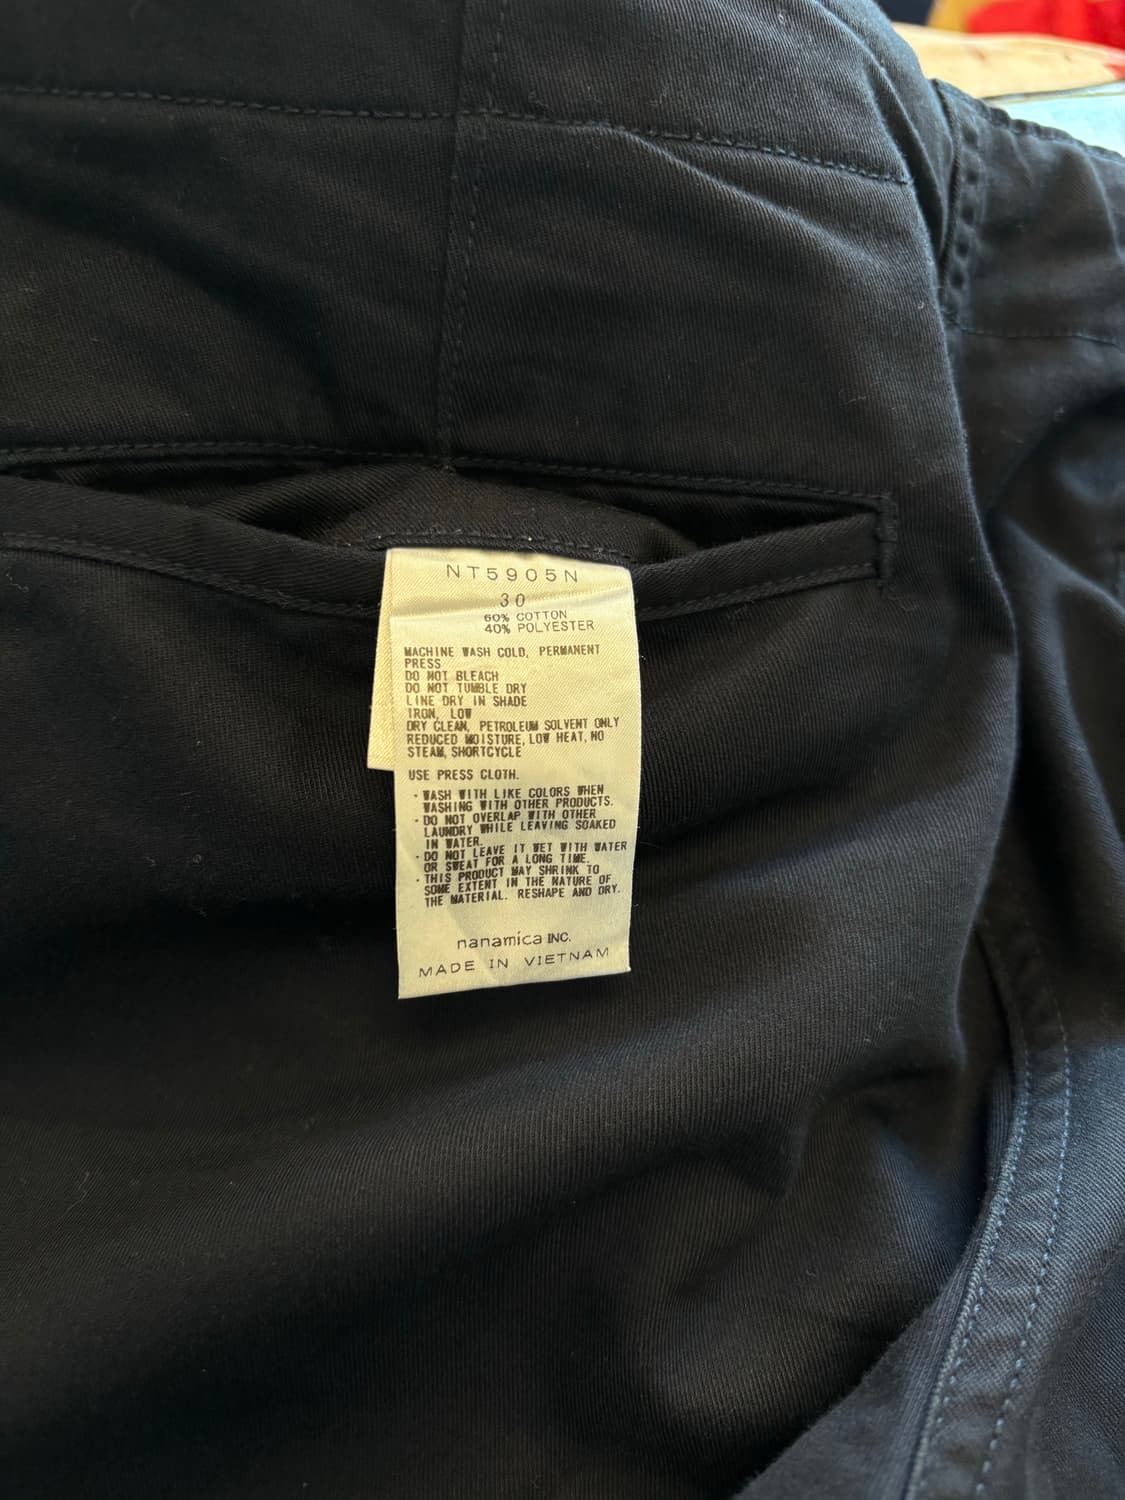 NT5905N
30
60% COTTON
40% POLYESTER
MACHINE WASH COLD, PERMANENT
PRESS
DO NOT BLEACH
DO NOT TUMBLE DRY
LINE DRY IN SHADE
IRON, LOW
DRY CLEAN, PETROLEUM SOLVENT ONLY
REDUCED MOISTURE, LOW HEAT, NO
STEAM, SHORTCYCLE
USE PRESS CLOTH.
・WASH WITH LIKE COLORS WHEN
WASHING WITH OTHER PRODUCTS.
・DO NOT OVERLAP WITH OTHER
LAUNDRY WHILE LEAVING SOAKED
IN WATER.
・DO NOT LEAVE IT WET WITH WATER
OR SWEAT FOR A LONG TIME.
・THIS PRODUCT MAY SHRINK TO
SOME EXTENT IN THE NATURE OF
THE MATERIAL. RESHAPE AND DRY.
nanamica INC.
MADE IN VIETNAM